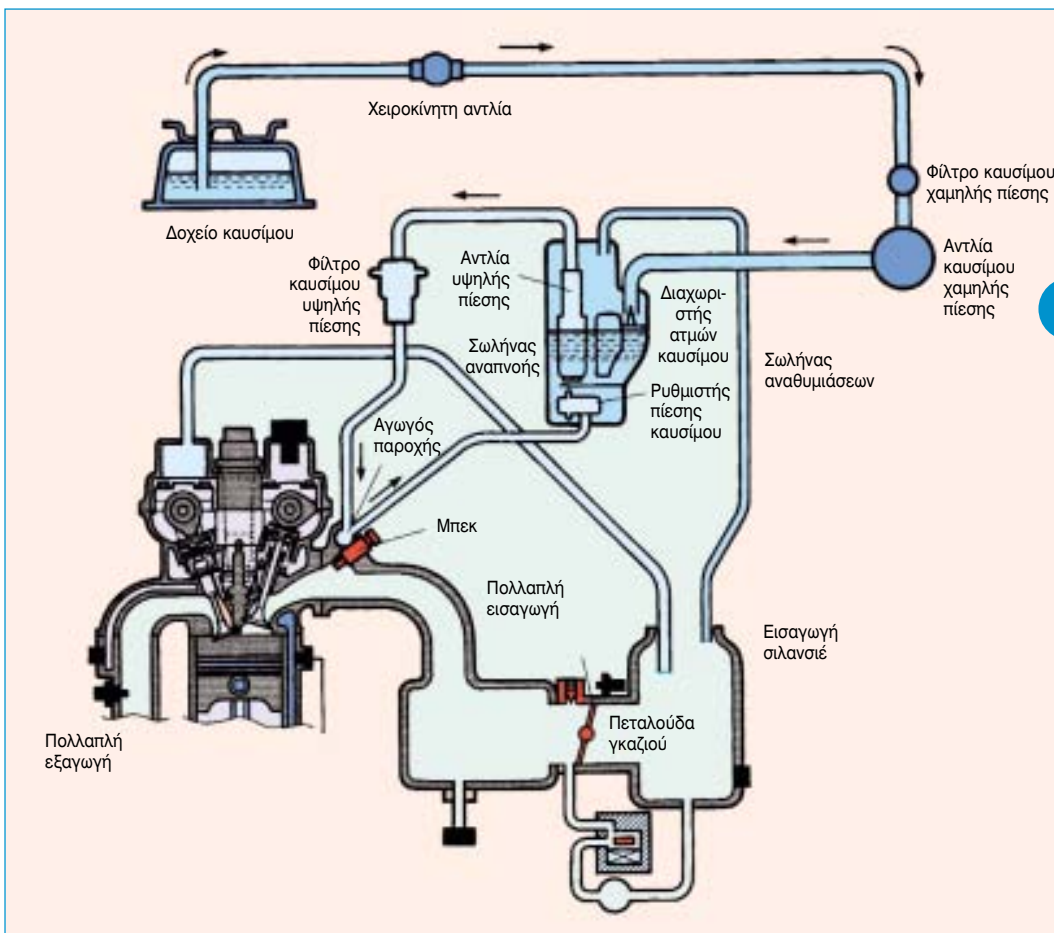 Χειροκίνητη αντλία
Δοχείο καυσίμου
Φίλτρο καυσίμου
χαμηλής πίεσης
Αντλία
καυσίμου
χαμηλής
πίεσης
Φίλτρο
καυσίμου
υψηλής
πίεσης
Αντλία
υψηλής
πίεσης
Διαχωρι-
στής
ατμών
καυσίμου
Σωλήνας
αναπνοής
Σωλήνας
αναθυμιάσεων
Ρυθμιστής
πίεσης
καυσίμου
Αγωγός
παροχής
Μπεκ
Πολλαπλή
εισαγωγή
Εισαγωγή
σιλανσιέ
Πεταλούδα
γκαζιού
Πολλαπλή
εξαγωγή